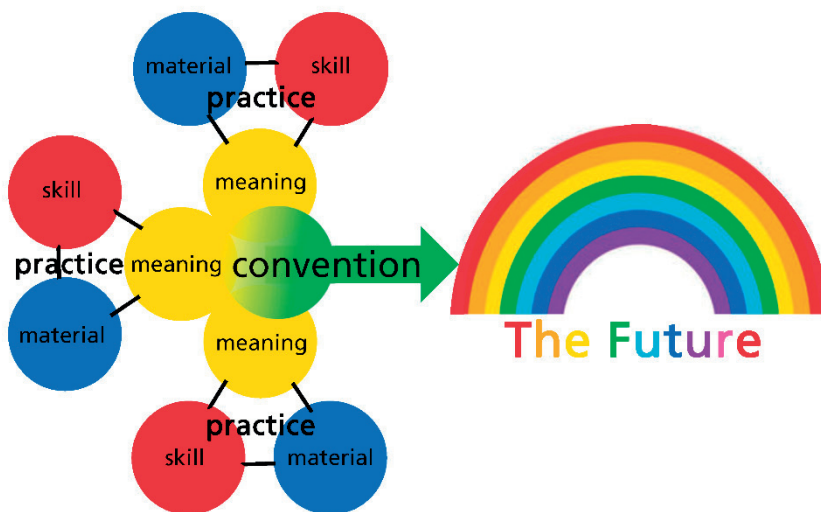 material
skill
practice
meaning
skill
practice
meaning
material
convention
meaning
practice
skill
material
The Future